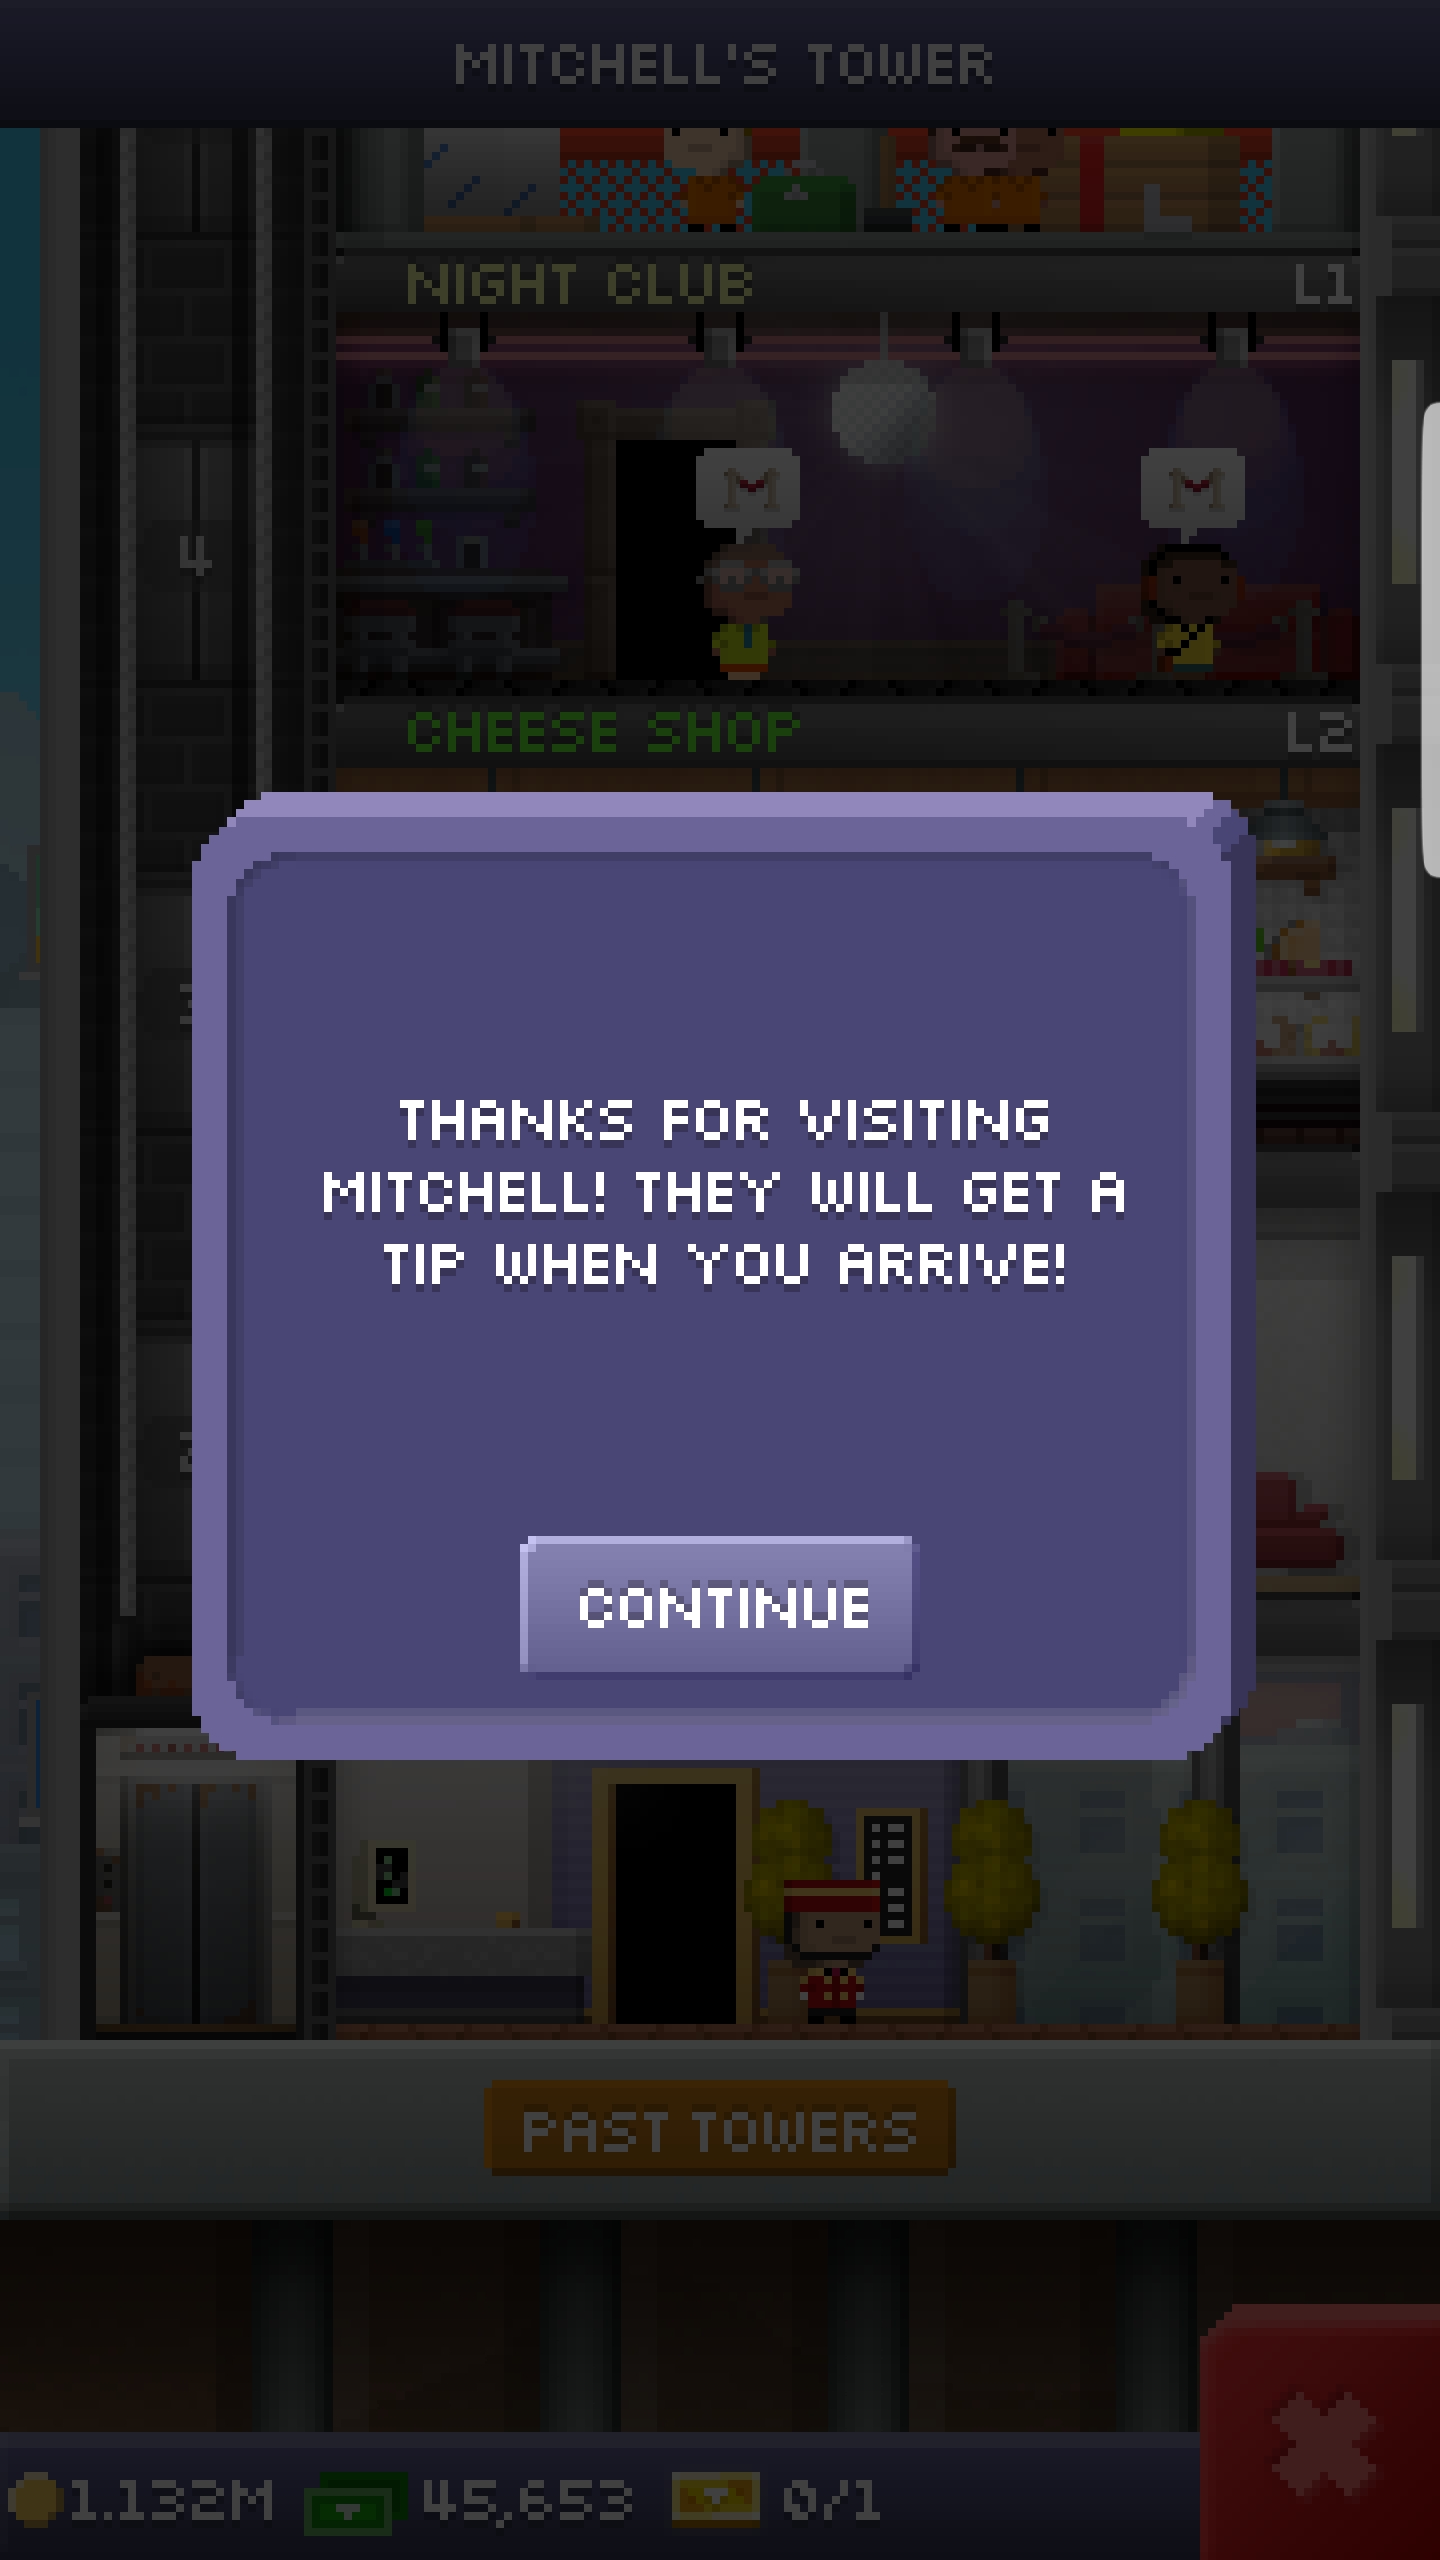 MITCHELL'S TOWER
NIGHT CLUB L1
M M
4
CHEESE SHOP L2
THANKS FOR VISITING
MITCHELL! THEY WILL GET A
TIP WHEN YOU ARRIVE!
CONTINUE
PAST TOWERS
1.132M 45,653 0/1